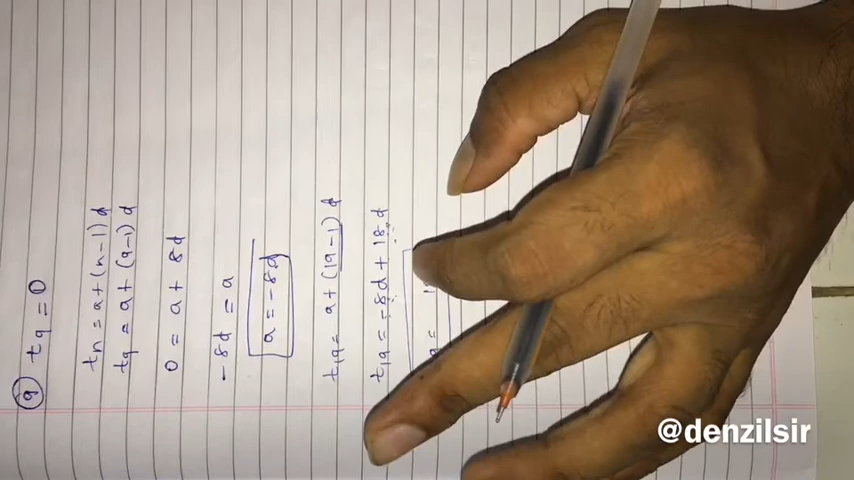 (9) t9 = 0
tn = a + (n-1) d
t9 = a + (9-1) d
0 = a + 8d
-8d = a
a = -8d
t19 = a + (19-1) d
t19 = -8d + 18d
@denzilsir